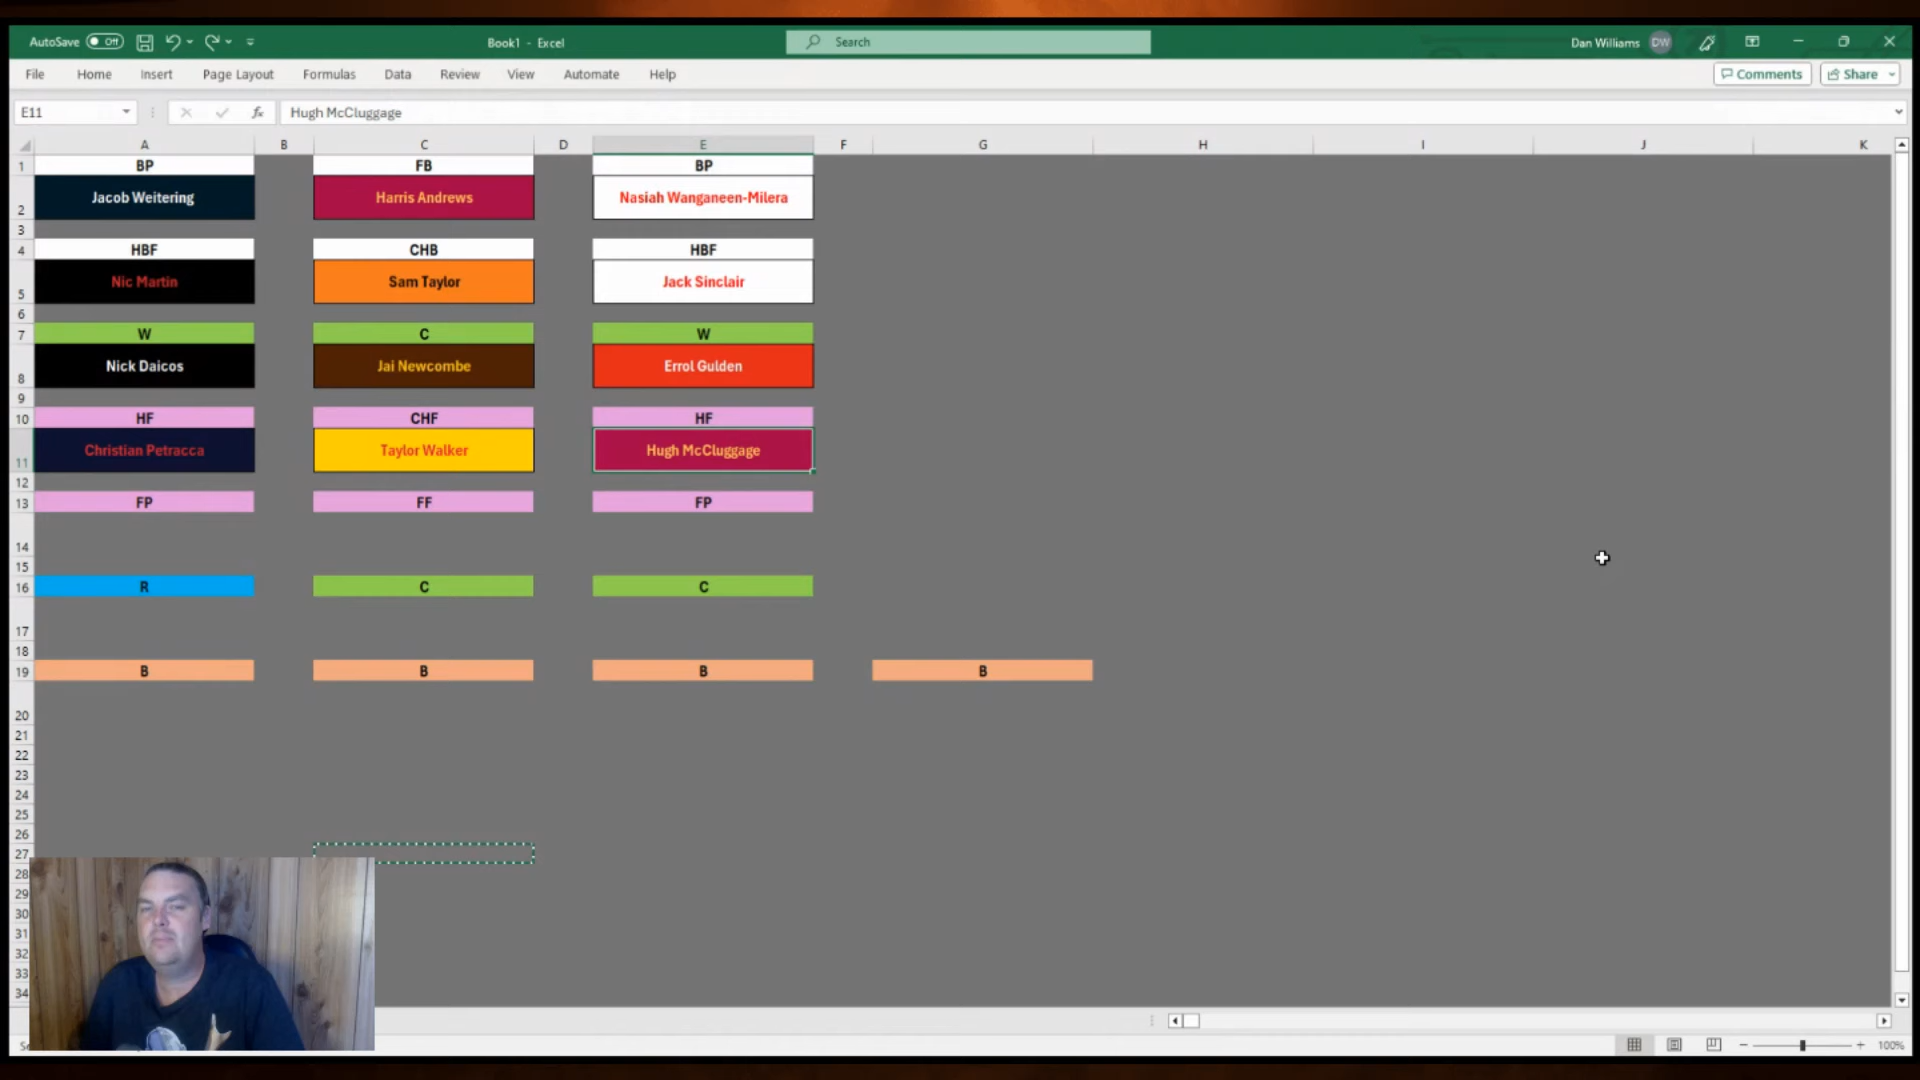 AutoSave Off Book1 - Excel Search Dan Williams DW
File Home Insert Page Layout Formulas Data Review View Automate Help Comments Share
E11 fx Hugh McCluggage
A B C D E F G H I J K
1 BP FB BP
2 Jacob Weitering Harris Andrews Nasiah Wanganeen-Milera
3
4 HBF CHB HBF
5 Nic Martin Sam Taylor Jack Sinclair
6
7 W C W
8 Nick Daicos Jai Newcombe Errol Gulden
9
10 HF CHF HF
11 Christian Petracca Taylor Walker Hugh McCluggage
12
13 FP FF FP
14
15
16 R C C
17
18
19 B B B B
20
21
22
23
24
25
26
27
28
29
30
31
32
33
34
100%